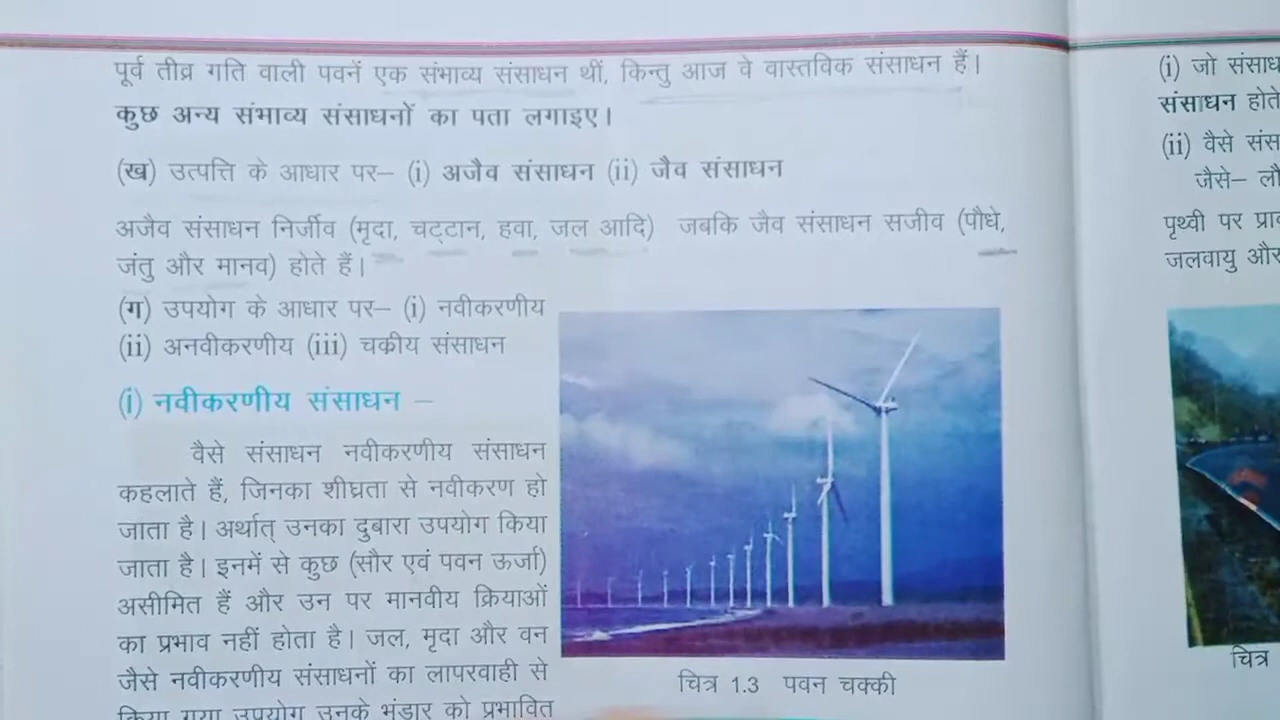 पूर्व तीव्र गति वाली पवनें एक संभाव्य संसाधन थीं, किन्तु आज वे वास्तविक संसाधन हैं।
कुछ अन्य संभाव्य संसाधनों का पता लगाइए।
(ख) उत्पत्ति के आधार पर– (i) अजैव संसाधन (ii) जैव संसाधन
अजैव संसाधन निर्जीव (मृदा, चट्टान, हवा, जल आदि) जबकि जैव संसाधन सजीव (पौधे,
जंतु और मानव) होते हैं।
(ग) उपयोग के आधार पर– (i) नवीकरणीय
(ii) अनवीकरणीय (iii) चक्रीय संसाधन
(i) नवीकरणीय संसाधन –
वैसे संसाधन नवीकरणीय संसाधन
कहलाते हैं, जिनका शीघ्रता से नवीकरण हो
जाता है। अर्थात् उनका दुबारा उपयोग किया
जाता है। इनमें से कुछ (सौर एवं पवन ऊर्जा)
असीमित हैं और उन पर मानवीय क्रियाओं
का प्रभाव नहीं होता है। जल, मृदा और वन
जैसे नवीकरणीय संसाधनों का लापरवाही से
किया गया उपयोग उनके भंडार को प्रभावित
चित्र 1.3 पवन चक्की
(i) जो
संसाधन होते
(ii) वैसे
जैसे–
पृथ्वी पर
जलवायु और
चित्र